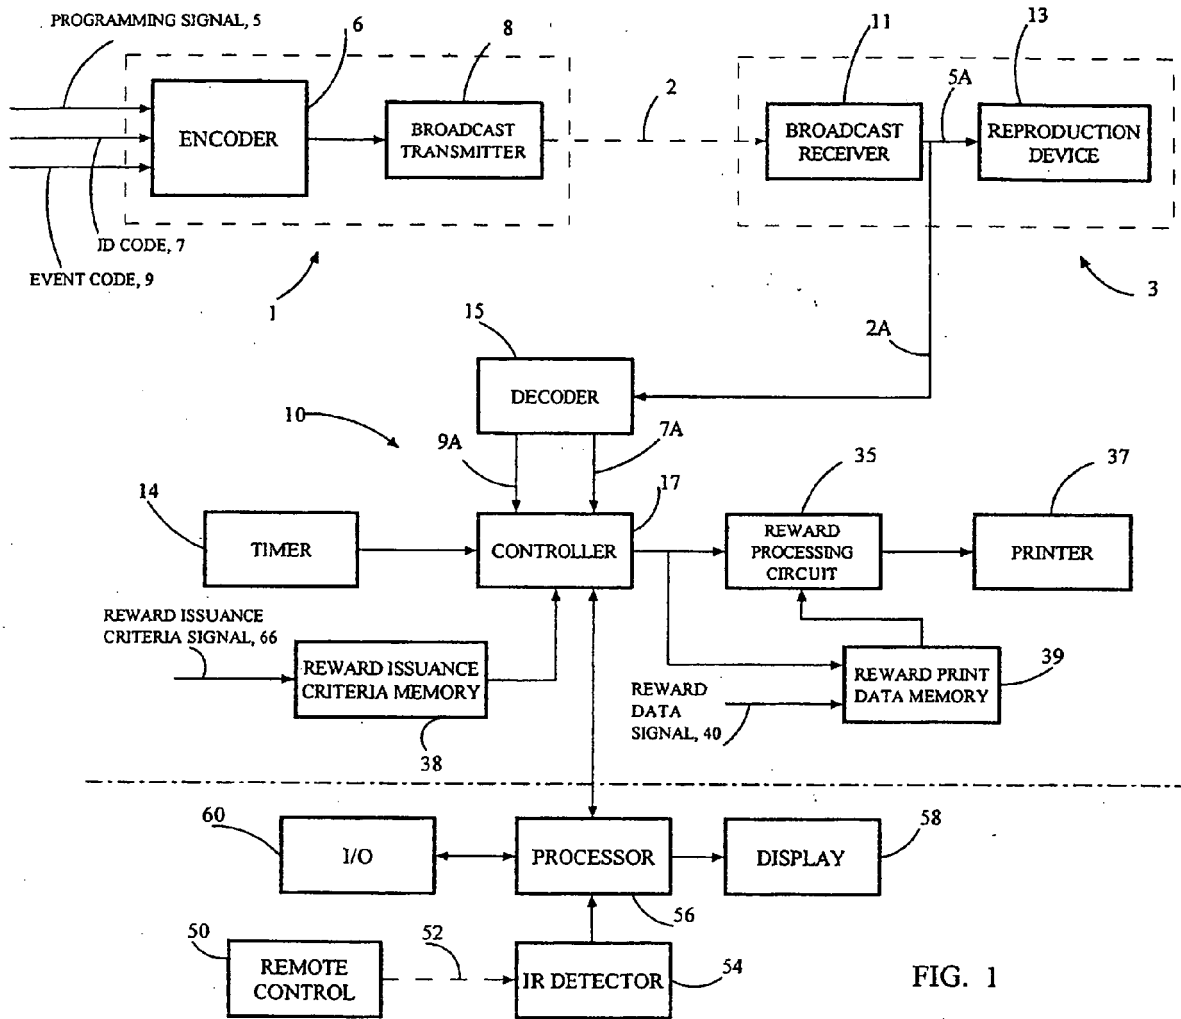 PROGRAMMING SIGNAL, 5
6
8
11
13
5A
2
ENCODER
BROADCAST
TRANSMITTER
BROADCAST
RECEIVER
REPRODUCTION
DEVICE
ID CODE, 7
EVENT CODE, 9
1
3
15
2A
DECODER
10
9A
7A
35
37
14
17
TIMER
CONTROLLER
REWARD
PROCESSING
CIRCUIT
PRINTER
REWARD ISSUANCE
CRITERIA SIGNAL, 66
REWARD ISSUANCE
CRITERIA MEMORY
39
REWARD PRINT
DATA MEMORY
REWARD
DATA
SIGNAL, 40
38
60
58
I/O
PROCESSOR
DISPLAY
56
50
52
54
REMOTE
CONTROL
IR DETECTOR
FIG. 1